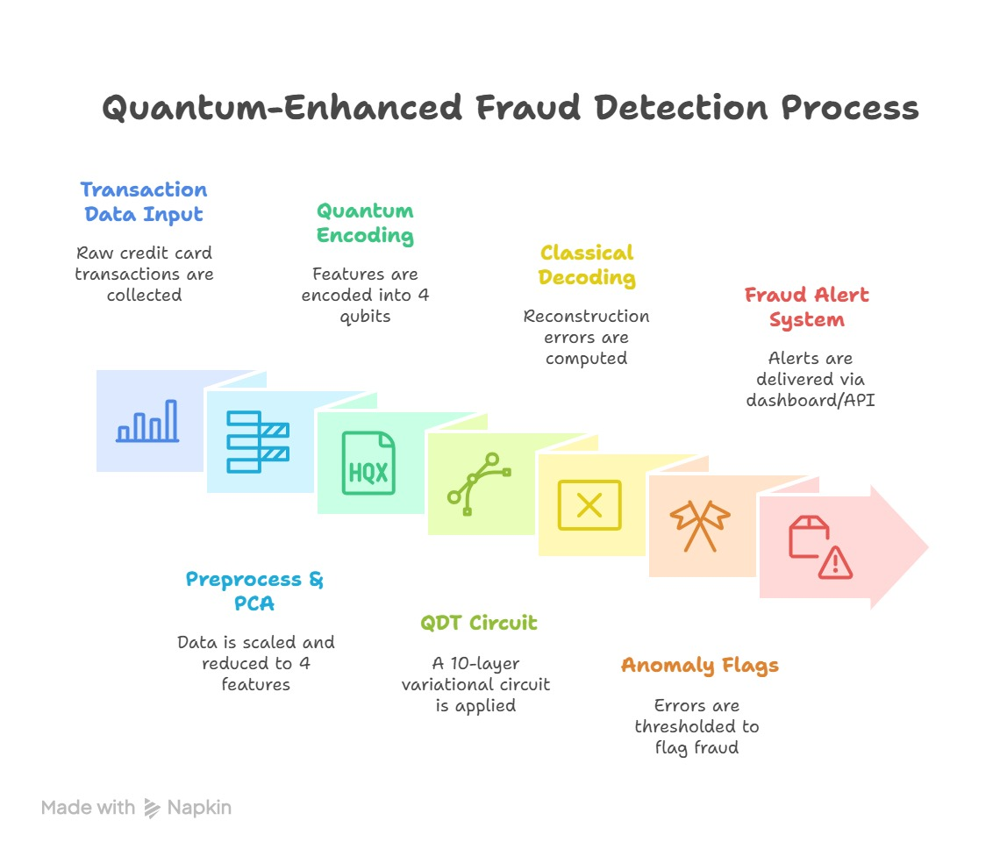 Quantum-Enhanced Fraud Detection Process
Transaction
Data Input
Raw credit card
transactions are
collected
Quantum
Encoding
Features are
encoded into 4
qubits
Classical
Decoding
Reconstruction
errors are
computed
Fraud Alert
System
Alerts are
delivered via
dashboard/API
HQX
Preprocess &
PCA
Data is scaled and
reduced to 4
features
QDT Circuit
A 10-layer
variational circuit
is applied
Anomaly Flags
Errors are
thresholded to
flag fraud
Made with Napkin